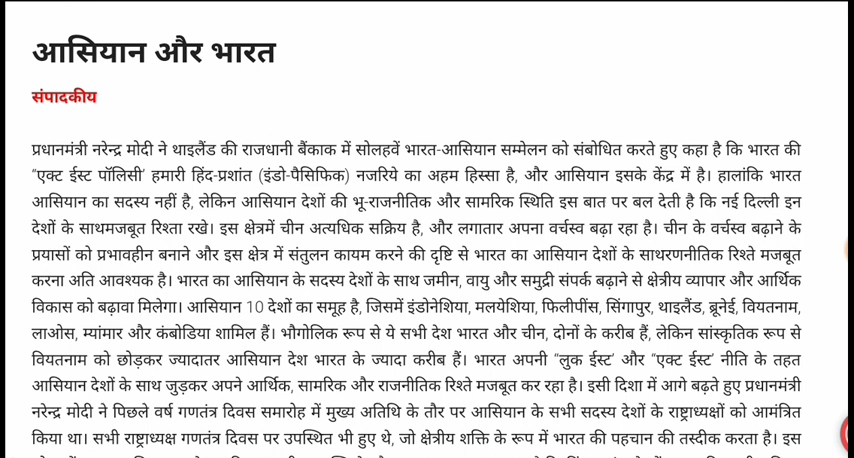 आसियान और भारत
संपादकीय
प्रधानमंत्री नरेन्द्र मोदी ने थाइलैंड की राजधानी बैंकाक में सोलहवें भारत-आसियान सम्मेलन को संबोधित करते हुए कहा है कि भारत की
“एक्ट ईस्ट पॉलिसी’ हमारी हिंद-प्रशांत (इंडो-पैसिफिक) नजरिये का अहम हिस्सा है, और आसियान इसके केंद्र में है। हालांकि भारत
आसियान का सदस्य नहीं है, लेकिन आसियान देशों की भू-राजनीतिक और सामरिक स्थिति इस बात पर बल देती है कि नई दिल्ली इन
देशों के साथमजबूत रिश्ता रखे। इस क्षेत्रमें चीन अत्यधिक सक्रिय है, और लगातार अपना वर्चस्व बढ़ा रहा है। चीन के वर्चस्व बढ़ाने के
प्रयासों को प्रभावहीन बनाने और इस क्षेत्र में संतुलन कायम करने की दृष्टि से भारत का आसियान देशों के साथरणनीतिक रिश्ते मजबूत
करना अति आवश्यक है। भारत का आसियान के सदस्य देशों के साथ जमीन, वायु और समुद्री संपर्क बढ़ाने से क्षेत्रीय व्यापार और आर्थिक
विकास को बढ़ावा मिलेगा। आसियान 10 देशों का समूह है, जिसमें इंडोनेशिया, मलयेशिया, फिलीपींस, सिंगापुर, थाइलैंड, ब्रूनेई, वियतनाम,
लाओस, म्यांमार और कंबोडिया शामिल हैं। भौगोलिक रूप से ये सभी देश भारत और चीन, दोनों के करीब हैं, लेकिन सांस्कृतिक रूप से
वियतनाम को छोड़कर ज्यादातर आसियान देश भारत के ज्यादा करीब हैं। भारत अपनी “लुक ईस्ट’ और “एक्ट ईस्ट’ नीति के तहत
आसियान देशों के साथ जुड़कर अपने आर्थिक, सामरिक और राजनीतिक रिश्ते मजबूत कर रहा है। इसी दिशा में आगे बढ़ते हुए प्रधानमंत्री
नरेन्द्र मोदी ने पिछले वर्ष गणतंत्र दिवस समारोह में मुख्य अतिथि के तौर पर आसियान के सभी सदस्य देशों के राष्ट्राध्यक्षों को आमंत्रित
किया था। सभी राष्ट्राध्यक्ष गणतंत्र दिवस पर उपस्थित भी हुए थे, जो क्षेत्रीय शक्ति के रूप में भारत की पहचान की तस्दीक करता है। इस